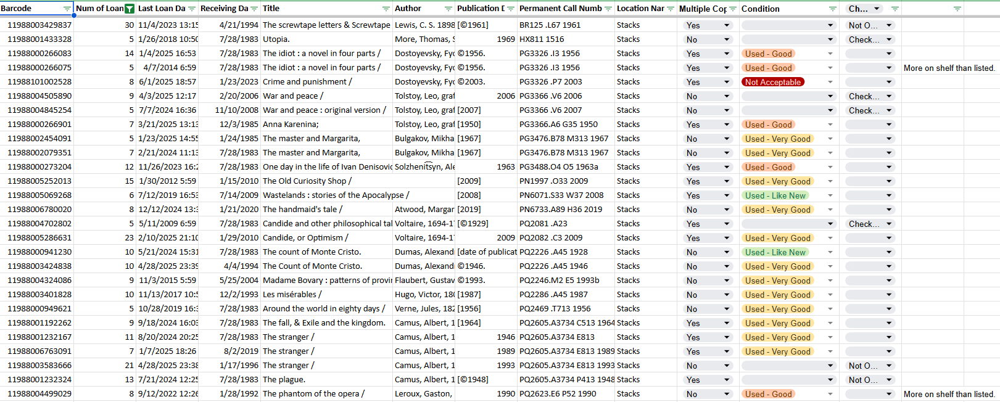 Barcode Num of Loan Last Loan Da Receiving Da Title Author Publication D Permanent Call Numb Location Nar Multiple Cop Condition Ch...
11988003429837 30 11/4/2023 13:15 4/21/1994 The screwtape letters & Screwtape Lewis, C. S. 1898 [©1961] BR125 .L67 1961 Stacks Yes Not O...
11988001433328 5 1/26/2018 10:50 7/28/1983 Utopia. More, Thomas, S 1969 HX811 1516 Stacks No Check...
11988000266083 14 1/4/2025 16:53 7/28/1983 The idiot : a novel in four parts / Dostoyevsky, Fyo ©1956. PG3326 .I3 1956 Stacks Yes Used - Good
11988000266075 5 4/7/2014 6:59 7/28/1983 The idiot : a novel in four parts / Dostoyevsky, Fyo ©1956. PG3326 .I3 1956 Stacks Yes Used - Good More on shelf than listed.
11988101002528 8 6/1/2025 18:57 1/23/2023 Crime and punishment / Dostoyevsky, Fyo ©2003. PG3326 .P7 2003 Stacks Yes Not Acceptable
11988004505890 9 4/3/2025 12:17 2/20/2006 War and peace / Tolstoy, Leo, graf 2006 PG3366 .V6 2006 Stacks No Check...
11988004845254 5 7/7/2024 16:36 11/10/2008 War and peace : original version / Tolstoy, Leo, graf [2007] PG3366 .V6 2007 Stacks No Check...
11988000266901 7 3/21/2025 13:13 12/3/1985 Anna Karenina; Tolstoy, Leo, graf [1950] PG3366.A6 G35 1950 Stacks Yes Used - Good
11988002454091 5 1/23/2025 14:55 1/24/1985 The master and Margarita, Bulgakov, Mikha [1967] PG3476.B78 M313 1967 Stacks No Used - Very Good
11988002079351 7 2/21/2024 11:13 7/28/1983 The master and Margarita, Bulgakov, Mikha [1967] PG3476.B78 M313 1967 Stacks No Used - Very Good
11988000273204 12 11/26/2023 16:2 7/28/1983 One day in the life of Ivan Denisovic Solzhenit͡syn, Ale 1963 PG3488.O4 O5 1963a Stacks Yes Used - Good
11988005252013 15 1/30/2012 5:59 1/15/2010 The Old Curiosity Shop / [2009] PN1997 .O33 2009 Stacks Yes Used - Very Good
11988005069268 6 7/12/2019 16:53 7/14/2009 Wastelands : stories of the Apocalypse / [2008] PN6071.S33 W37 2008 Stacks Yes Used - Like New
11988006780020 8 12/12/2024 13:3 1/21/2020 The handmaid's tale / Atwood, Margar [2019] PN6733.A89 H36 2019 Stacks No Used - Very Good
11988004702802 5 5/11/2009 6:59 7/28/1983 Candide and other philosophical tal Voltaire, 1694-17 [©1929] PQ2081 .A23 Stacks Yes Check...
11988005286631 23 2/10/2025 21:10 1/29/2010 Candide, or Optimism / Voltaire, 1694-17 2009 PQ2082 .C3 2009 Stacks Yes Used - Very Good
11988000941230 10 5/21/2024 15:31 7/28/1983 The count of Monte Cristo. Dumas, Alexand [date of publicat PQ2226 .A45 1928 Stacks No Used - Like New
11988003424838 10 4/28/2025 23:39 4/4/1994 The Count of Monte Cristo. Dumas, Alexand ©1946. PQ2226 .A45 1946 Stacks No Used - Very Good
11988004324086 9 11/3/2015 5:59 5/25/2004 Madame Bovary : patterns of provin Flaubert, Gustav ©1993. PQ2246.M2 E5 1993b Stacks No Used - Very Good
11988003401828 10 11/13/2017 10:5 12/2/1993 Les misérables / Hugo, Victor, 180 [1987] PQ2286 .A45 1987 Stacks No Used - Very Good
11988000949621 5 10/28/2019 16:3 7/28/1983 Around the world in eighty days / Verne, Jules, 182 [1956] PQ2469 .T713 1956 Stacks No Used - Very Good
11988001192262 9 9/18/2024 16:03 7/28/1983 The fall, & Exile and the kingdom. Camus, Albert, 1 [1964] PQ2605.A3734 C513 1964 Stacks Yes Used - Very Good
11988001232167 11 8/20/2024 20:25 7/28/1983 The stranger / Camus, Albert, 1 1946 PQ2605.A3734 E813 Stacks Yes Used - Very Good
11988006763091 7 1/7/2025 18:26 8/2/2019 The stranger / Camus, Albert, 1 1989 PQ2605.A3734 E813 1989 Stacks Yes Used - Very Good
11988003583666 21 4/28/2025 23:38 1/17/1996 The stranger / Camus, Albert, 1 1993 PQ2605.A3734 E813 1993 Stacks No Not O...
11988001232324 13 7/21/2024 12:25 7/28/1983 The plague. Camus, Albert, 1 [©1948] PQ2605.A3734 P413 1948 Stacks Yes Not O...
11988004499029 8 9/12/2022 12:26 1/28/1992 The phantom of the opera / Leroux, Gaston, 1990 PQ2623.E6 P52 1990 Stacks No Used - Good More on shelf than listed.